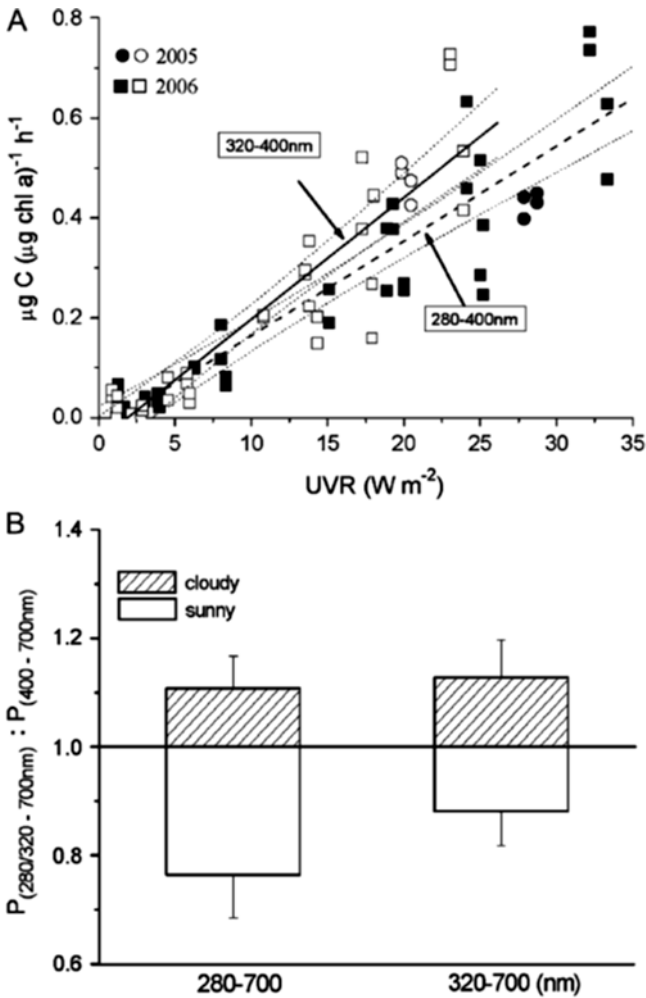 A
0.8
0.6
0.4
0.2
0.0
µg C (µg chl a)⁻¹ h⁻¹
2005
2006
320-400nm
280-400nm
0 5 10 15 20 25 30 35
UVR (W m⁻²)
B
1.4
1.2
1.0
0.8
0.6
P(280/320 - 700nm) : P(400 - 700nm)
cloudy
sunny
280-700 320-700 (nm)